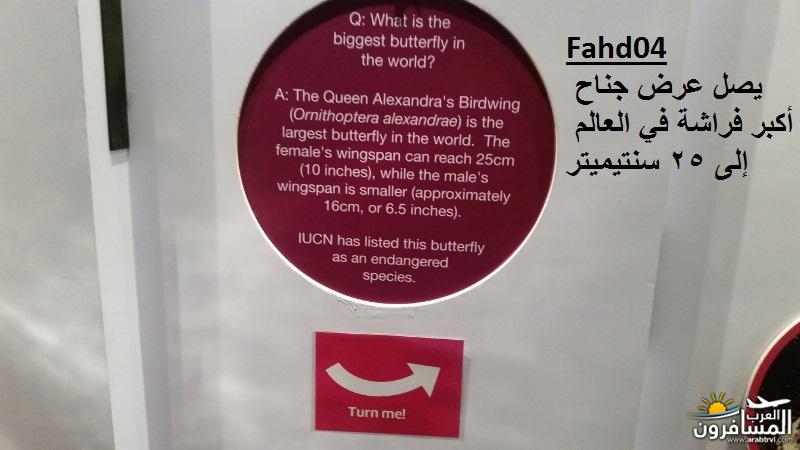 Q: What is the
biggest butterfly in
the world?
A: The Queen Alexandra's Birdwing
(Ornithoptera alexandrae) is the
largest butterfly in the world. The
female's wingspan can reach 25cm
(10 inches), while the male's
wingspan is smaller (approximately
16cm, or 6.5 inches).
IUCN has listed this butterfly
as an endangered
species.
Turn me!
Fahd04
يصل عرض جناح
أكبر فراشة في العالم
إلى ٢٥ سنتيميتر
العرب
المسافرون
www.arabtrvl.com